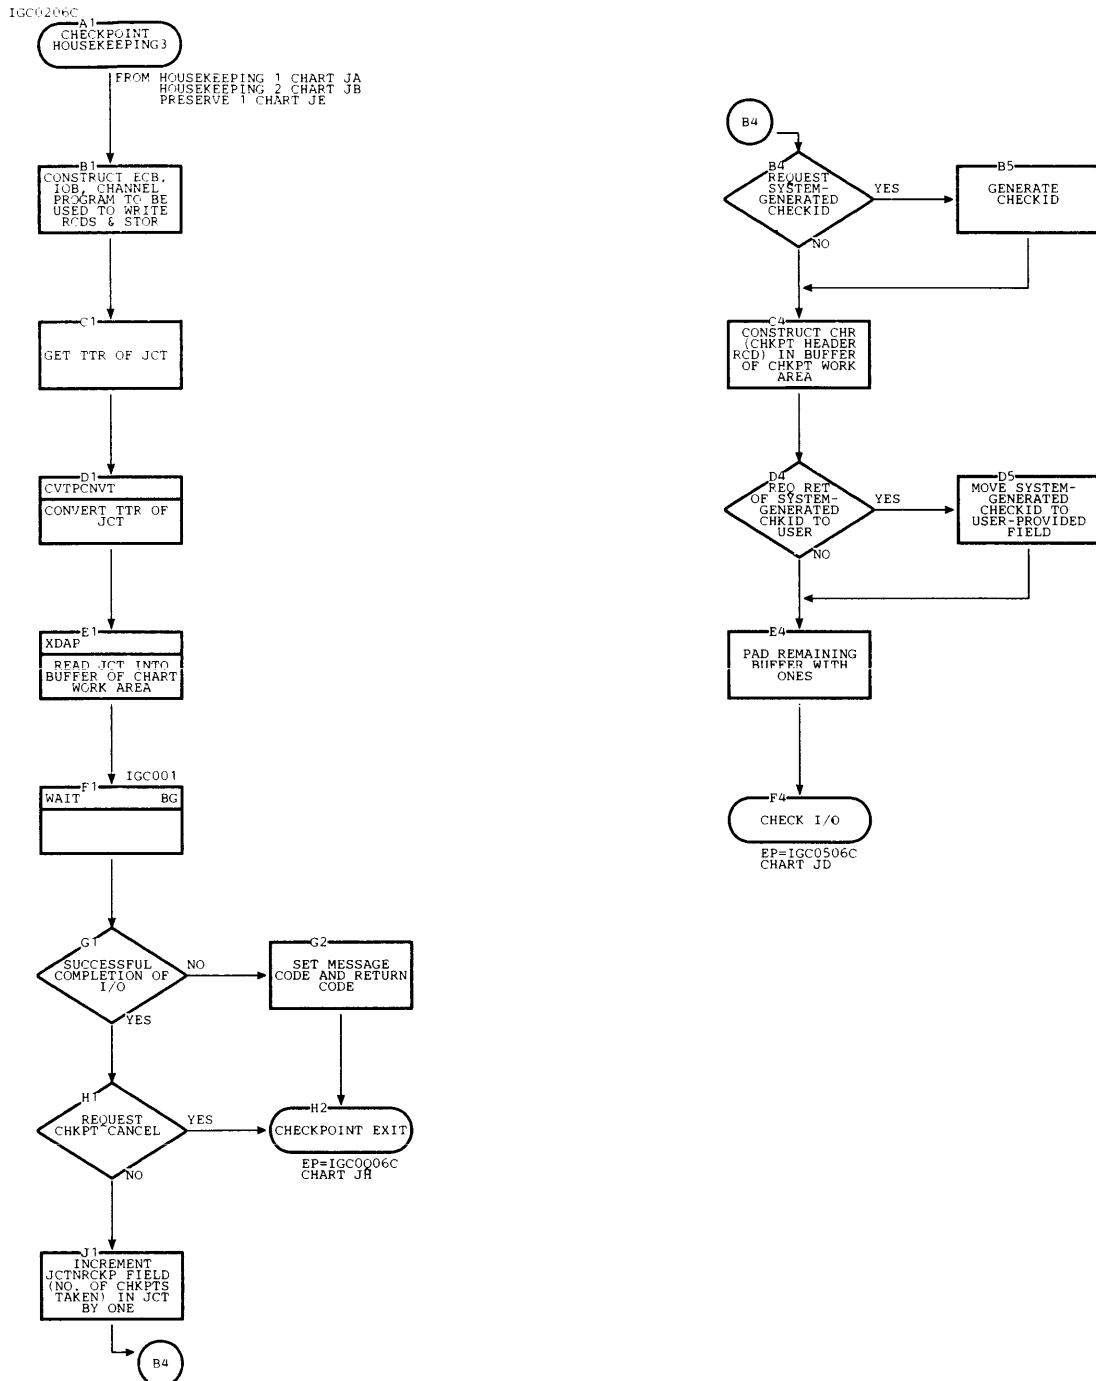 IGC0206C
A1
CHECKPOINT
HOUSEKEEPING3
FROM HOUSEKEEPING 1 CHART JA
HOUSEKEEPING 2 CHART JB
PRESERVE 1 CHART JE
B1
CONSTRUCT ECB,
IOB, CHANNEL
PROGRAM TO BE
USED TO WRITE
RCDS & STOR
C1
GET TTR OF JCT
D1
CVTPCNVT
CONVERT TTR OF
JCT
E1
XDAP
READ JCT INTO
BUFFER OF CHART
WORK AREA
IGC001
F1
WAIT BG
G1
SUCCESSFUL
COMPLETION OF
I/O
NO
YES
G2
SET MESSAGE
CODE AND RETURN
CODE
H1
REQUEST
CHKPT CANCEL
YES
NO
H2
CHECKPOINT EXIT
EP=IGC0Q06C
CHART JH
J1
INCREMENT
JCTNRCKP FIELD
(NO. OF CHKPTS
TAKEN) IN JCT
BY ONE
B4
B4
B4
REQUEST
SYSTEM-
GENERATED
CHECKID
YES
NO
B5
GENERATE
CHECKID
C4
CONSTRUCT CHR
(CHKPT HEADER
RCD) IN BUFFER
OF CHKPT WORK
AREA
D4
REQ RET
OF SYSTEM-
GENERATED
CHKID TO
USER
YES
NO
D5
MOVE SYSTEM-
GENERATED
CHECKID TO
USER-PROVIDED
FIELD
E4
PAD REMAINING
BUFFER WITH
ONES
F4
CHECK I/O
EP=IGC0506C
CHART JD